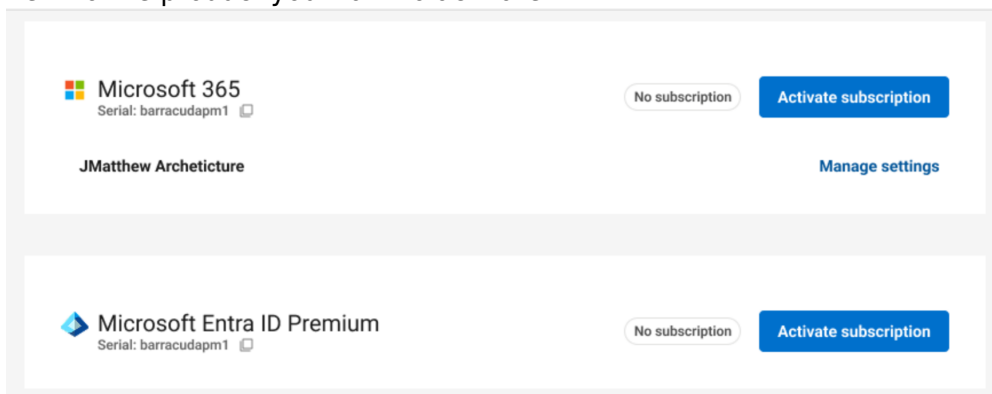 Microsoft 365
Serial: barracudapm1
No subscription
Activate subscription
JMatthew Archeticture
Manage settings
Microsoft Entra ID Premium
Serial: barracudapm1
No subscription
Activate subscription